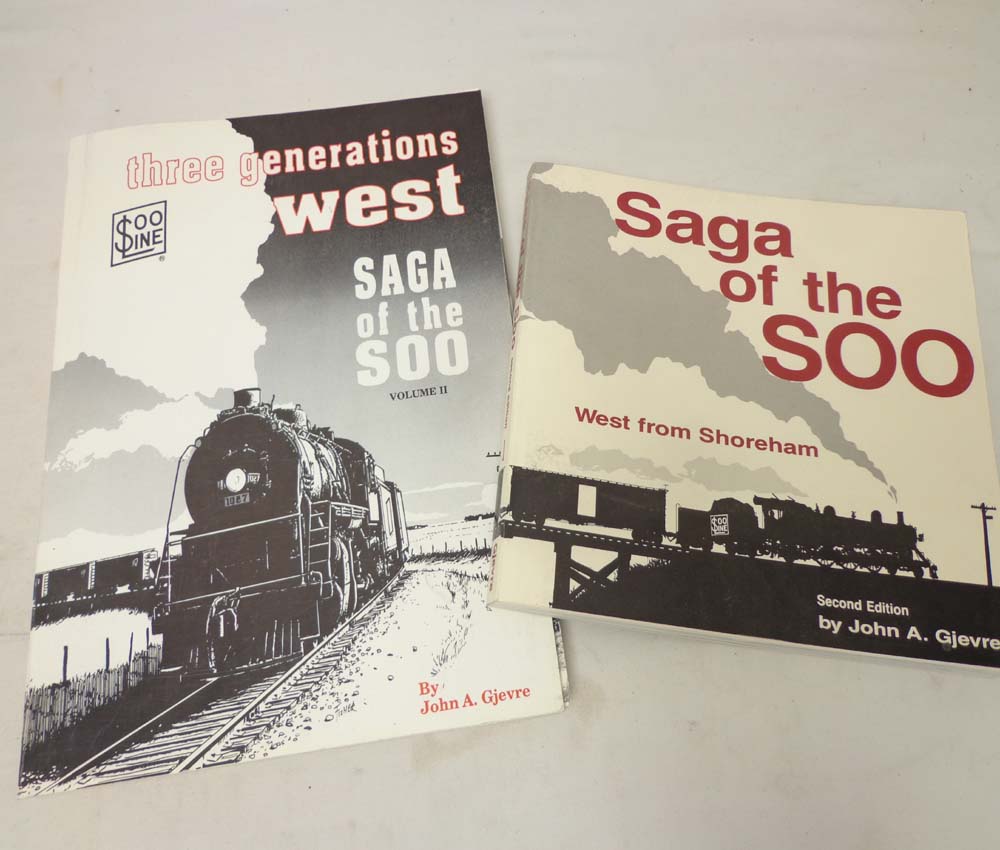 three generations
west
SOO
LINE
®
SAGA
of the
SOO
VOLUME II
1027
By
John A. Gjevre
Saga
of the
SOO
West from Shoreham
SOO
LINE
Second Edition
by John A. Gjevre